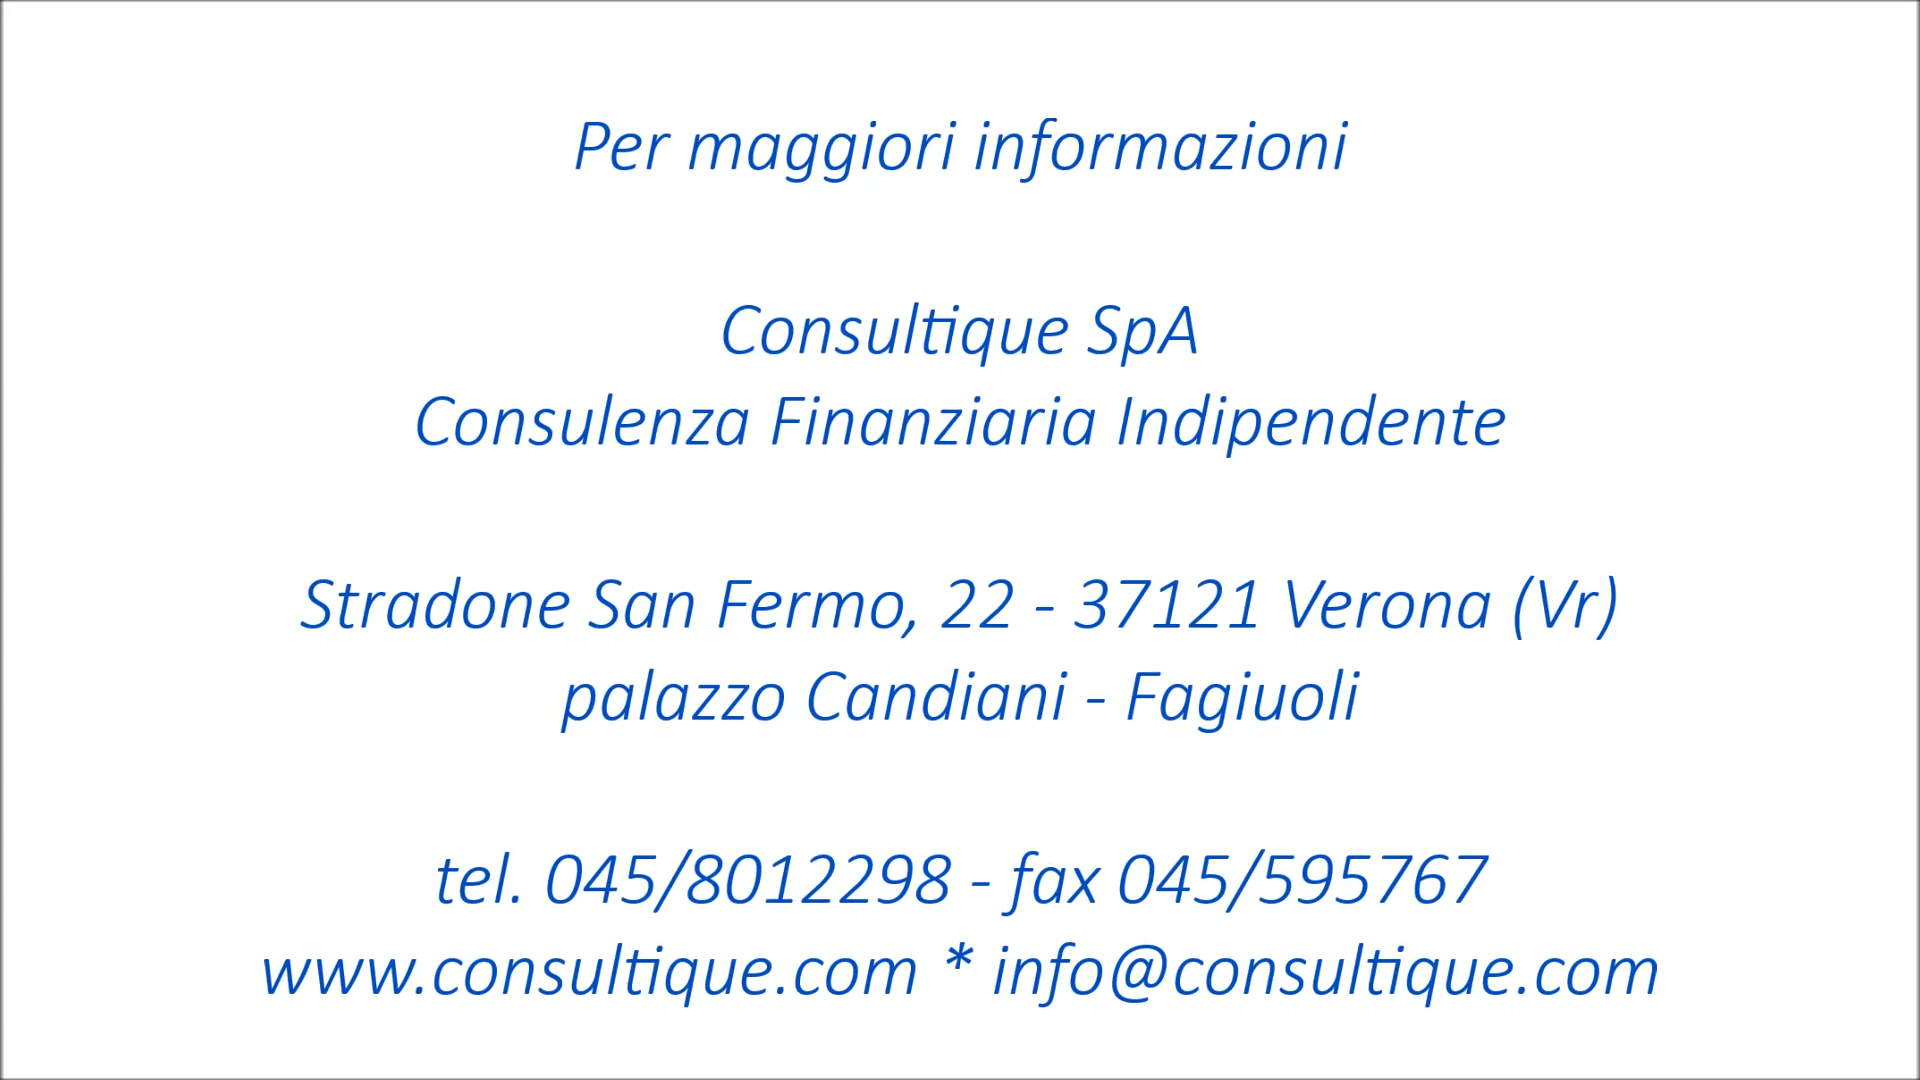 Per maggiori informazioni
Consultique SpA
Consulenza Finanziaria Indipendente
Stradone San Fermo, 22 - 37121 Verona (Vr)
palazzo Candiani - Fagiuoli
tel. 045/8012298 - fax 045/595767
www.consultique.com * info@consultique.com